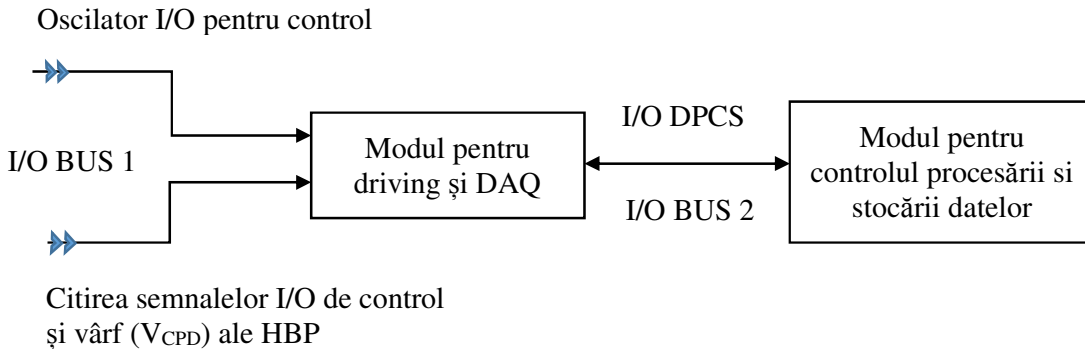 Oscilator I/O pentru control
I/O BUS 1
Modul pentru
driving și DAQ
I/O DPCS
I/O BUS 2
Modul pentru
controlul procesării si
stocării datelor
Citirea semnalelor I/O de control
și vârf (VCPD) ale HBP